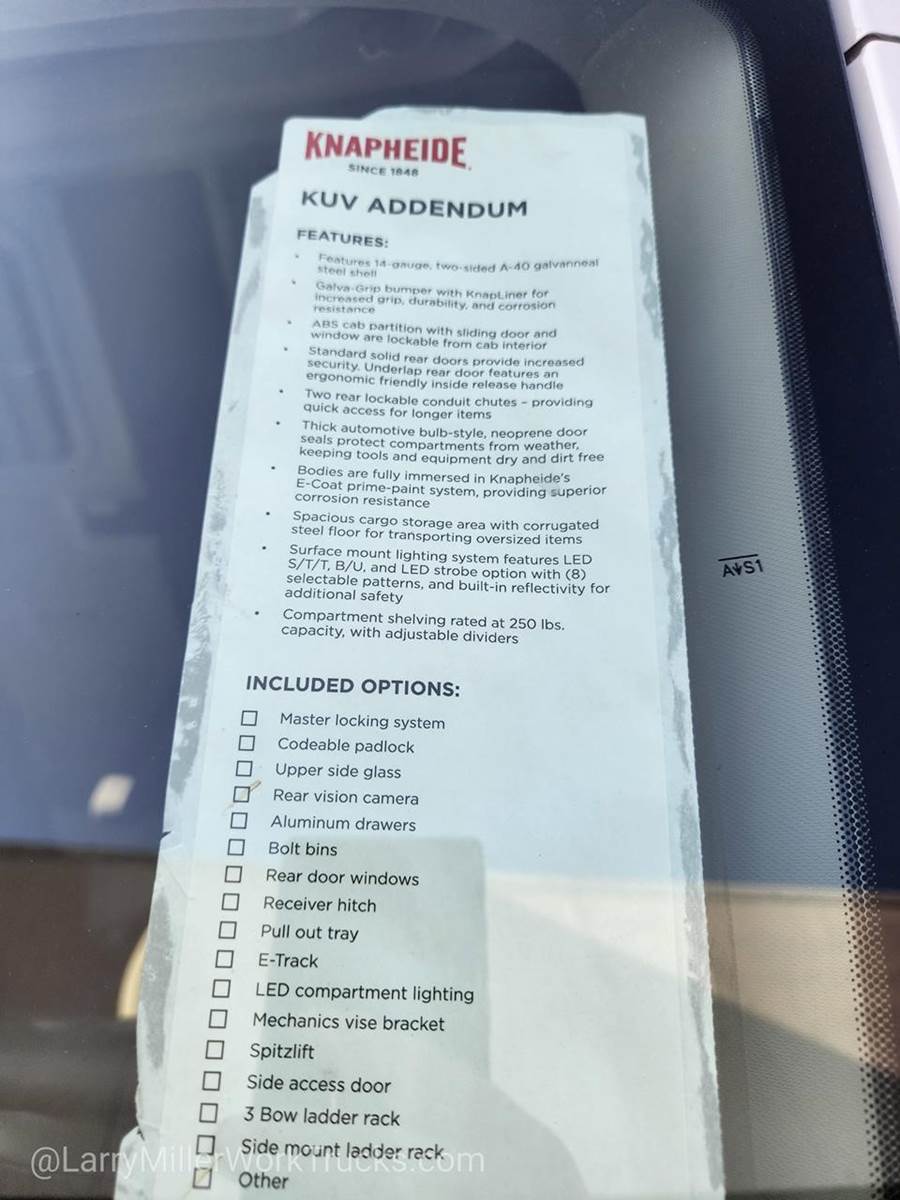 KNAPHEIDE
SINCE 1848
KUV ADDENDUM
FEATURES:
• Features 14-gauge, two-sided A-40 galvanneal
steel shell
• Galva-Grip bumper with KnapLiner for
increased grip, durability, and corrosion
resistance
• ABS cab partition with sliding door and
window are lockable from cab interior
• Standard solid rear doors provide increased
security. Underlap rear door features an
ergonomic friendly inside release handle
• Two rear lockable conduit chutes – providing
quick access for longer items
• Thick automotive bulb-style, neoprene door
seals protect compartments from weather,
keeping tools and equipment dry and dirt free
• Bodies are fully immersed in Knapheide's
E-Coat prime-paint system, providing superior
corrosion resistance
• Spacious cargo storage area with corrugated
steel floor for transporting oversized items
• Surface mount lighting system features LED
S/T/T, B/U, and LED strobe option with (8)
selectable patterns, and built-in reflectivity for
additional safety
• Compartment shelving rated at 250 lbs.
capacity, with adjustable dividers
INCLUDED OPTIONS:
Master locking system
Codeable padlock
Upper side glass
Rear vision camera
Aluminum drawers
Bolt bins
Rear door windows
Receiver hitch
Pull out tray
E-Track
LED compartment lighting
Mechanics vise bracket
Spitzlift
Side access door
3 Bow ladder rack
Side mount ladder rack
Other
AS1
@LarryMillerWorkTrucks.com